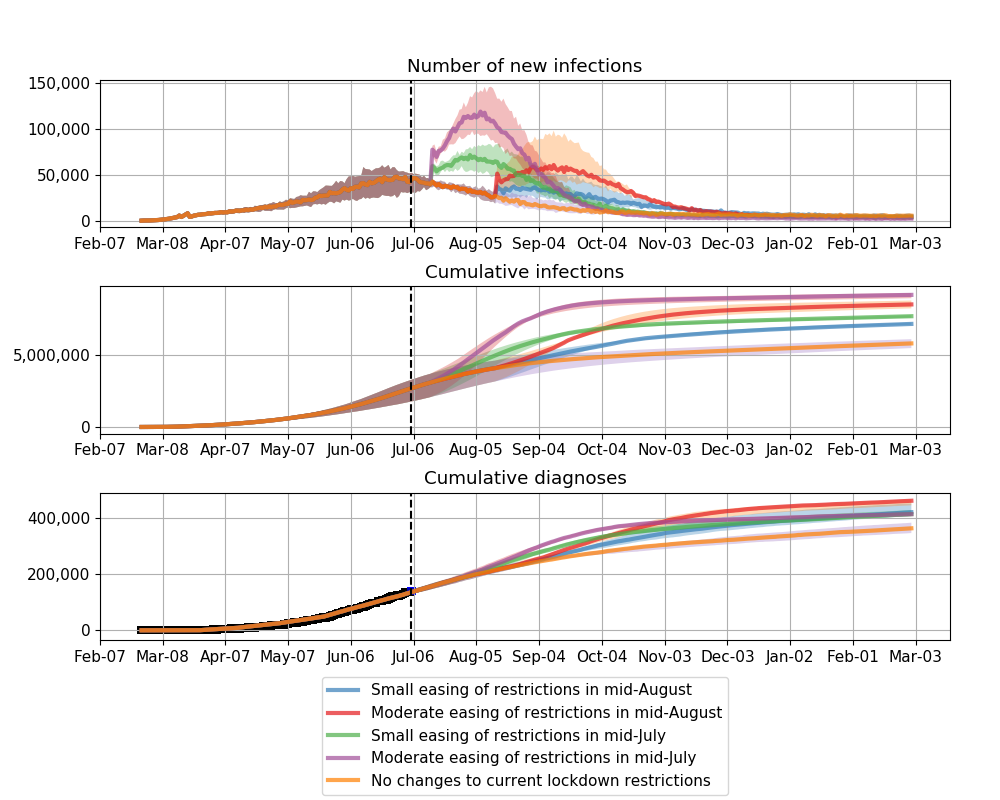 Number of new infections
150,000
100,000
50,000
0
Feb-07 Mar-08 Apr-07 May-07 Jun-06 Jul-06 Aug-05 Sep-04 Oct-04 Nov-03 Dec-03 Jan-02 Feb-01 Mar-03
Cumulative infections
5,000,000
0
Feb-07 Mar-08 Apr-07 May-07 Jun-06 Jul-06 Aug-05 Sep-04 Oct-04 Nov-03 Dec-03 Jan-02 Feb-01 Mar-03
Cumulative diagnoses
400,000
200,000
0
Feb-07 Mar-08 Apr-07 May-07 Jun-06 Jul-06 Aug-05 Sep-04 Oct-04 Nov-03 Dec-03 Jan-02 Feb-01 Mar-03
Small easing of restrictions in mid-August
Moderate easing of restrictions in mid-August
Small easing of restrictions in mid-July
Moderate easing of restrictions in mid-July
No changes to current lockdown restrictions